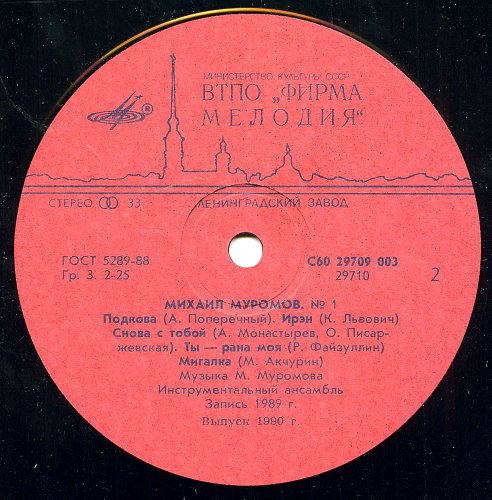 МИНИСТЕРСТВО КУЛЬТУРЫ СССР
ВТПО „ФИРМА
МЕЛОДИЯ“
СТЕРЕО 33 ЛЕНИНГРАДСКИЙ ЗАВОД
ГОСТ 5289-88 С60 29709 003
Гр. 3. 2-25 29710 2
МИХАИЛ МУРОМОВ. № 1
Подкова (А. Поперечный). Ирэн (К. Львович)
Снова с тобой (А. Монастырев, О. Писар-
жевская). Ты — рана моя (Р. Файзуллин)
Мигалка (М. Акчурин)
Музыка М. Муромова
Инструментальный ансамбль
Запись 1989 г.
Выпуск 1990 г.